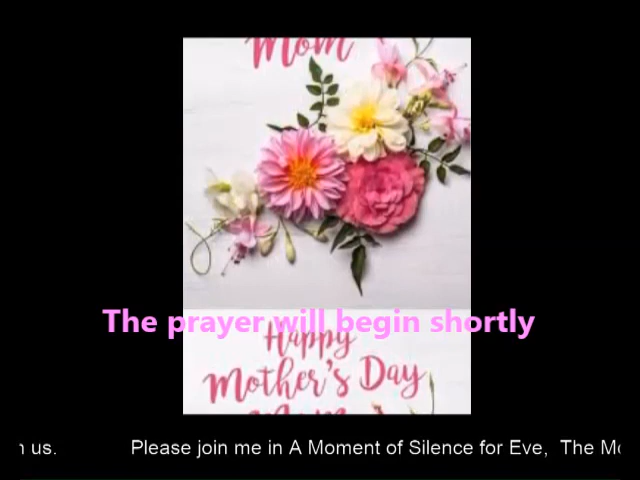 Mom
The prayer will begin shortly
Happy
Mother's Day
Mom
us. Please join me in A Moment of Silence for Eve, The